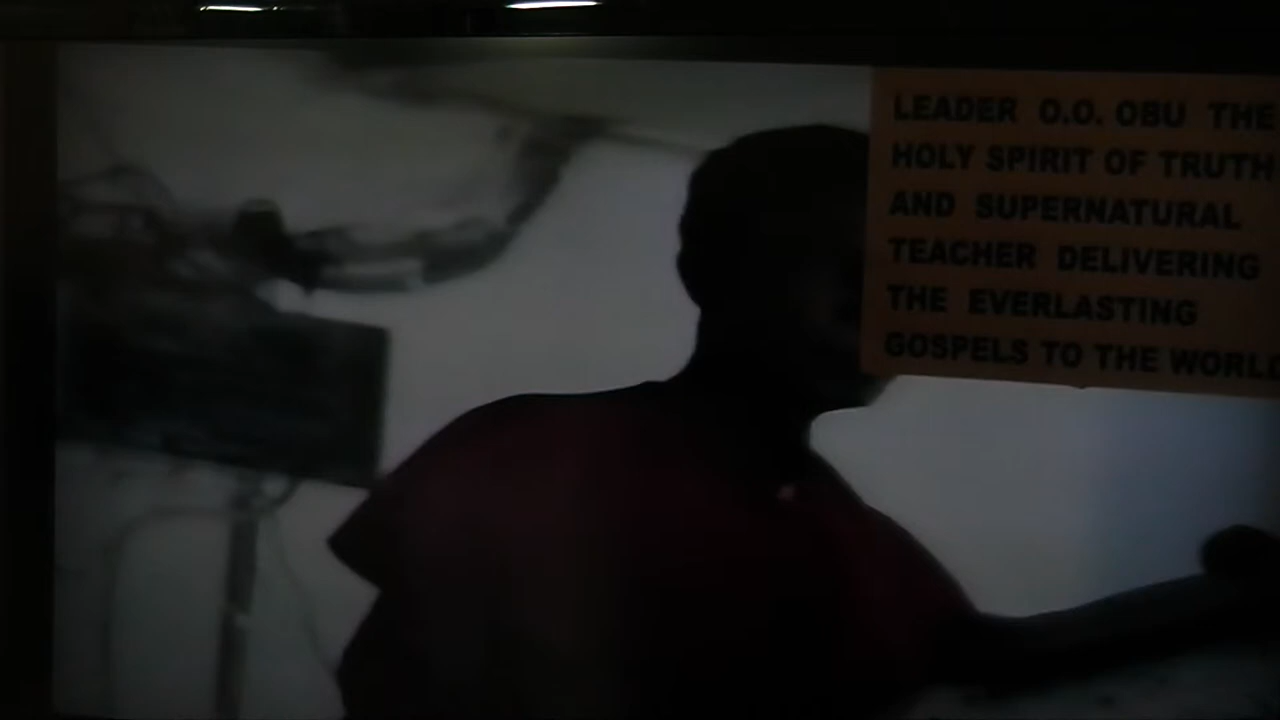 LEADER O.O. OBU THE
HOLY SPIRIT OF TRUTH
AND SUPERNATURAL
TEACHER DELIVERING
THE EVERLASTING
GOSPELS TO THE WORLD